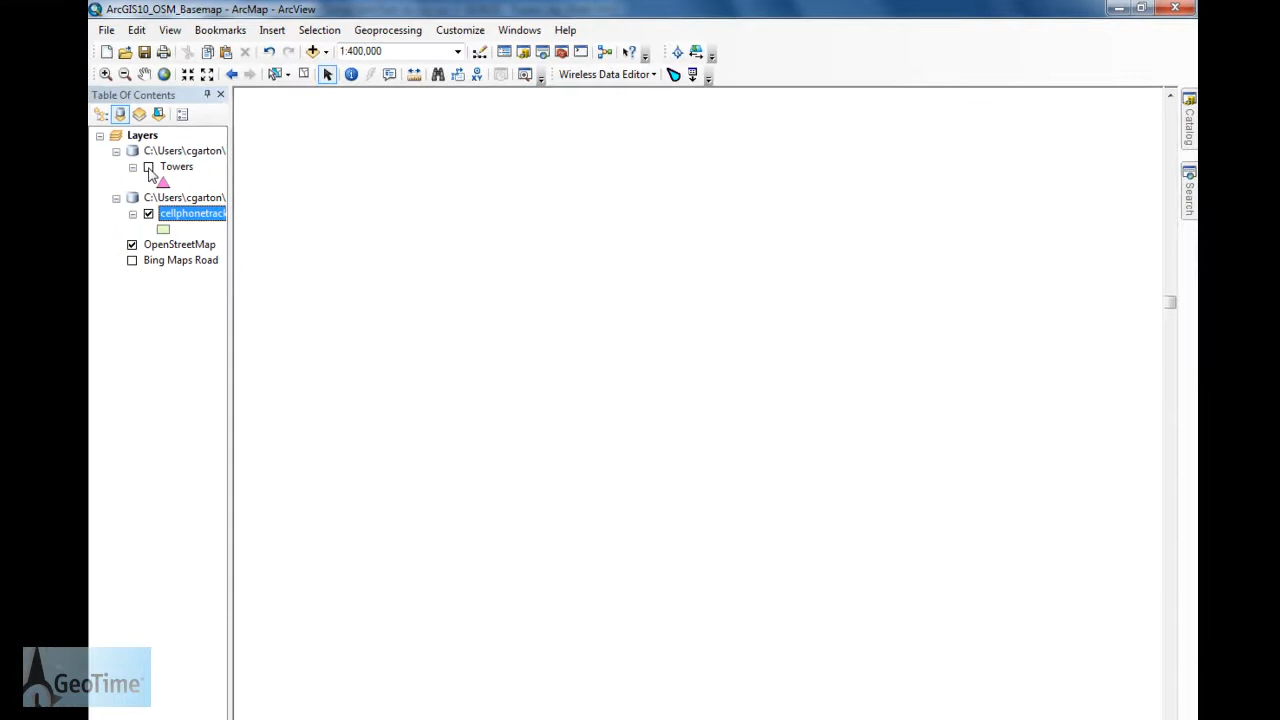 ArcGIS10_OSM_Basemap - ArcMap - ArcView
File Edit View Bookmarks Insert Selection Geoprocessing Customize Windows Help
1:400,000
Wireless Data Editor
Table Of Contents
Layers
C:\Users\cgarton\
Towers
C:\Users\cgarton\
cellphonetrack
OpenStreetMap
Bing Maps Road
Catalog
Search
GeoTime